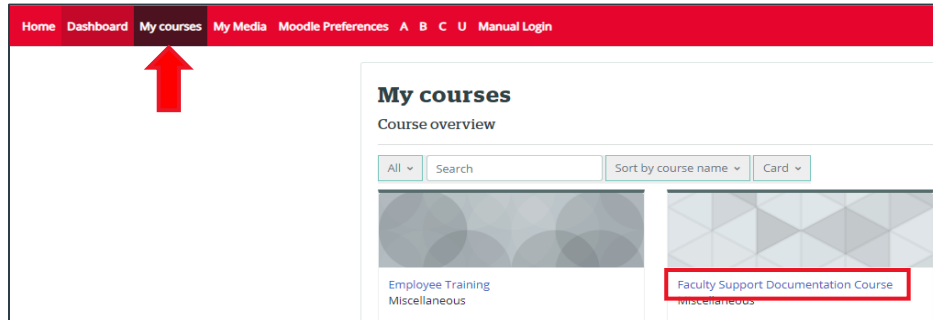 Home Dashboard My courses My Media Moodle Preferences A B C U Manual Login
My courses
Course overview
All Search Sort by course name Card
Employee Training
Miscellaneous
Faculty Support Documentation Course
Miscellaneous